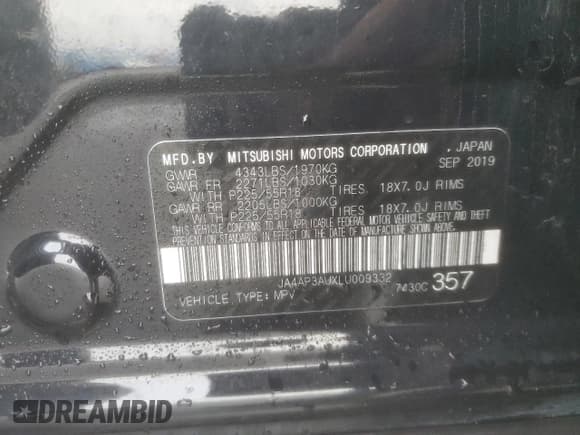 MFD.BY MITSUBISHI MOTORS CORPORATION . JAPAN
SEP 2019
GVWR 4343LBS/1970KG
GAWR FR 2271LBS/1030KG
WITH P225/55R18 TIRES 18X7.0J RIMS
GAWR RR 2205LBS/1000KG
WITH P225/55R18 TIRES 18X7.0J RIMS
THIS VEHICLE CONFORMS TO ALL APPLICABLE FEDERAL MOTOR VEHICLE SAFETY AND THEFT
PREVENTION STANDARDS IN EFFECT ON THE DATE OF MANUFACTURE SHOWN ABOVE.
JA4AP3AUXLU009332
VEHICLE TYPE: MPV 7430C 357
DREAMBID